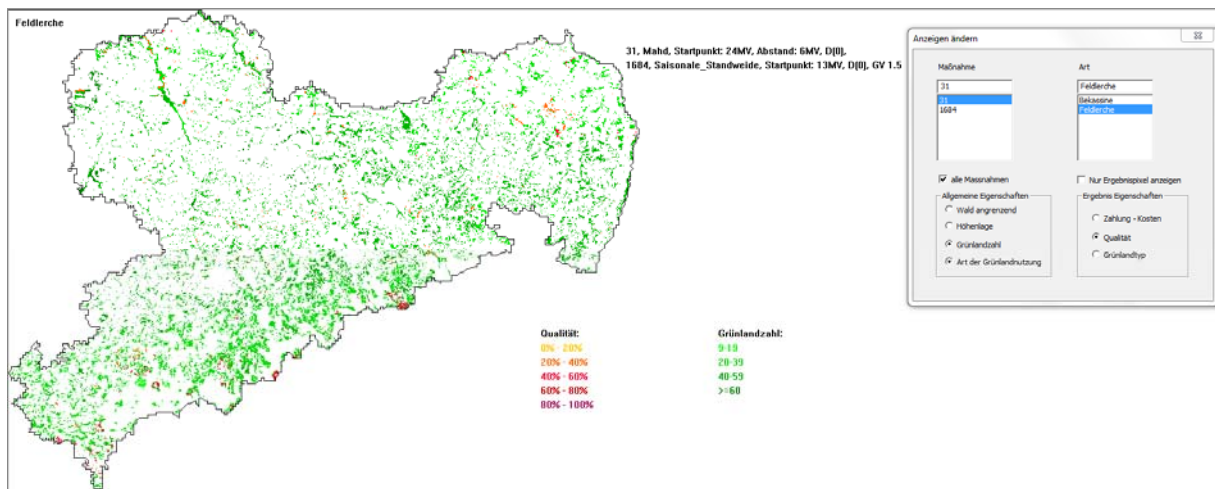 Feldlerche
31, Mahd, Startpunkt: 24MV, Abstand: 6MV, D(0),
1684, Saisonale_Standweide, Startpunkt: 13MV, D(0), GV 1.5
Qualität:
0% - 20%
20% - 40%
40% - 60%
60% - 80%
80% - 100%
Grünlandzahl:
9-19
20-39
40-59
>=60
Anzeigen ändern
Maßnahme
31
31
1684
Art
Feldlerche
Bekassine
Feldlerche
alle Massnahmen
Nur Ergebnispixel anzeigen
Allgemeine Eigenschaften
Wald angrenzend
Höhenlage
Grünlandzahl
Art der Grünlandnutzung
Ergebnis Eigenschaften
Zahlung - Kosten
Qualität
Grünlandtyp